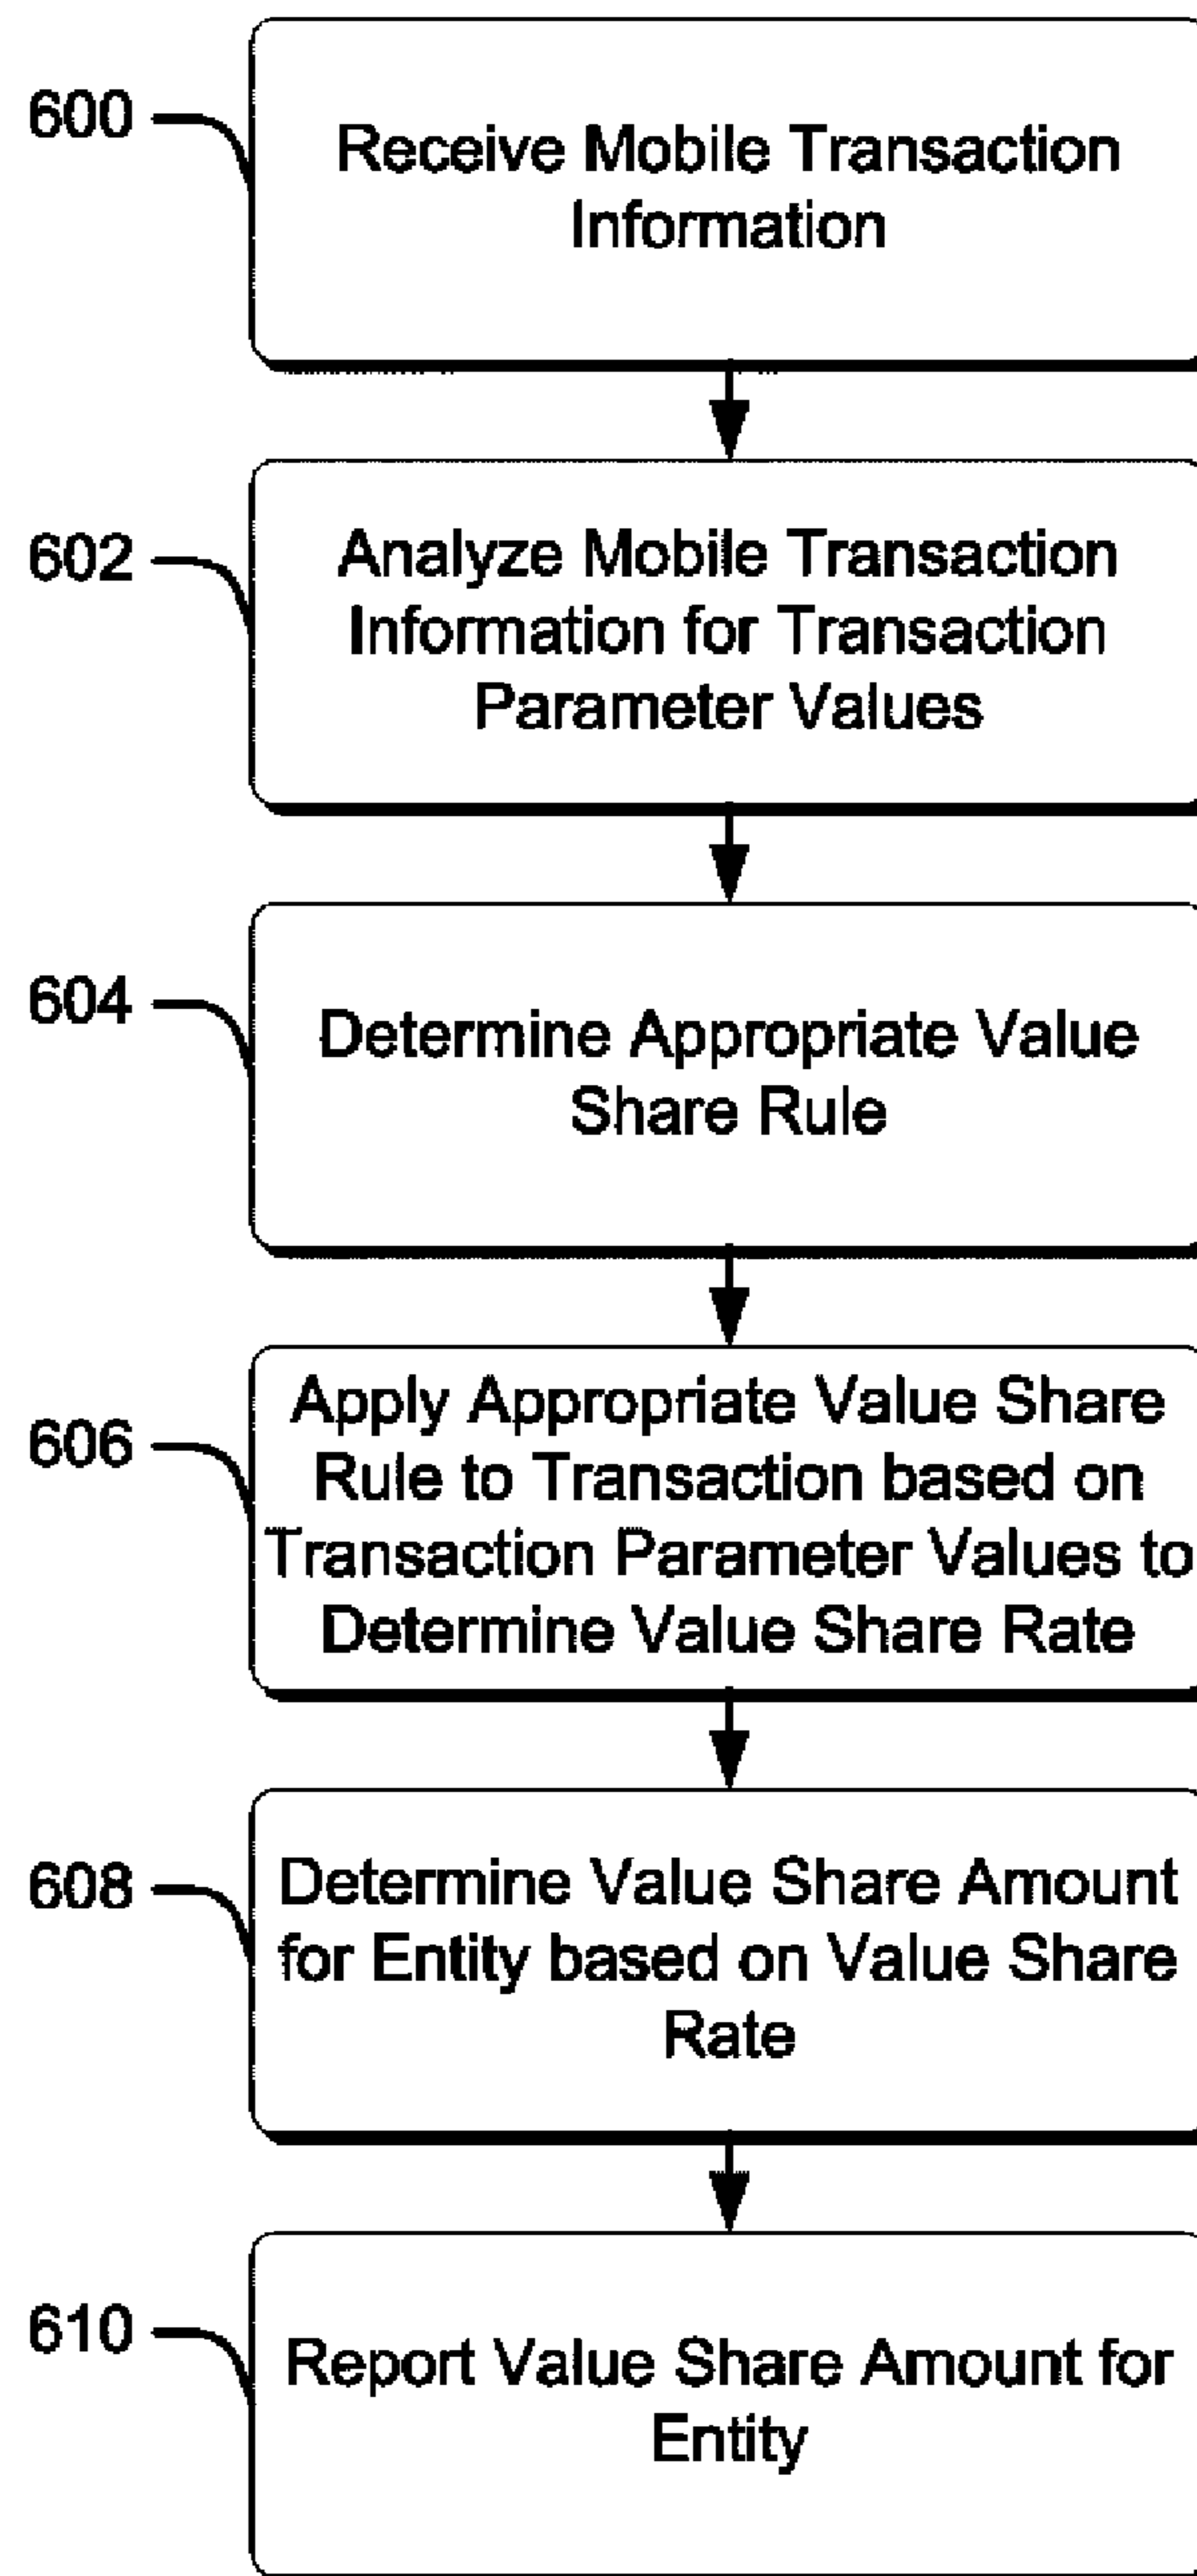 600
Receive Mobile Transaction
Information
602
Analyze Mobile Transaction
Information for Transaction
Parameter Values
604
Determine Appropriate Value
Share Rule
606
Apply Appropriate Value Share
Rule to Transaction based on
Transaction Parameter Values to
Determine Value Share Rate
608
Determine Value Share Amount
for Entity based on Value Share
Rate
610
Report Value Share Amount for
Entity